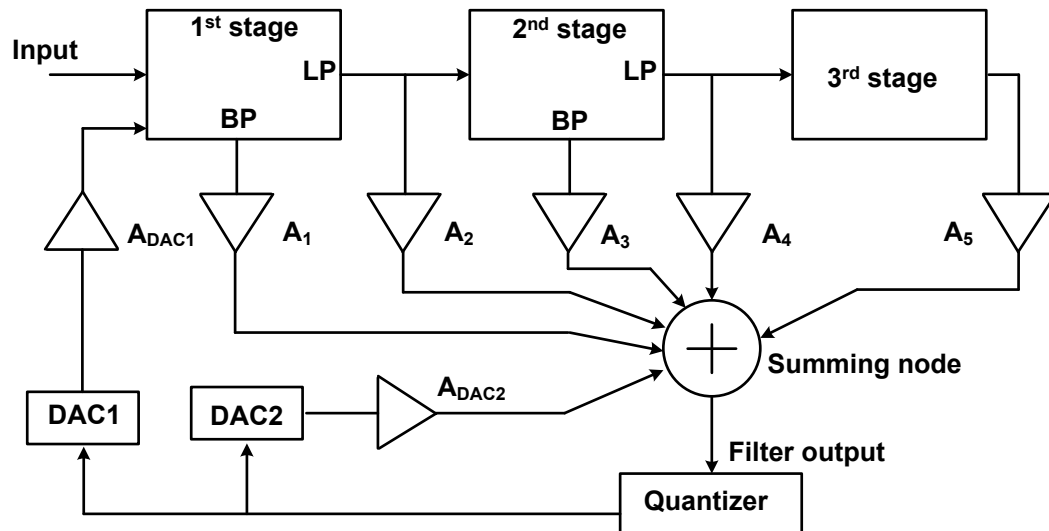 Input
1st stage
LP
BP
2nd stage
LP
BP
3rd stage
ADAC1
A1
A2
A3
A4
A5
Summing node
DAC1
DAC2
ADAC2
Filter output
Quantizer